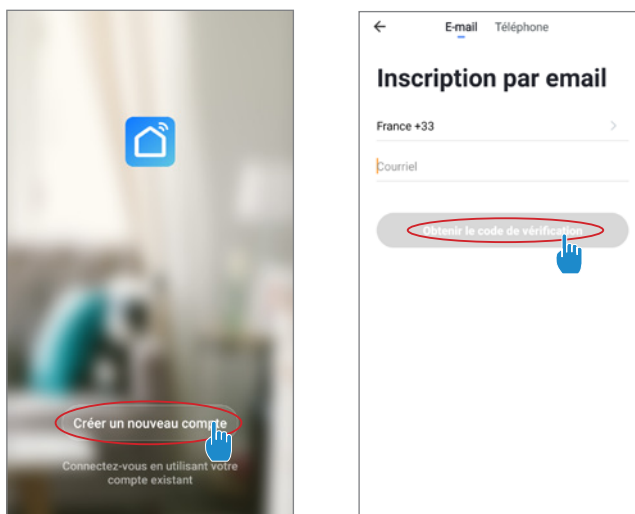 Créer un nouveau compte
Connectez-vous en utilisant votre
compte existant
E-mail Téléphone
Inscription par email
France +33
Courriel
Obtenir le code de vérification